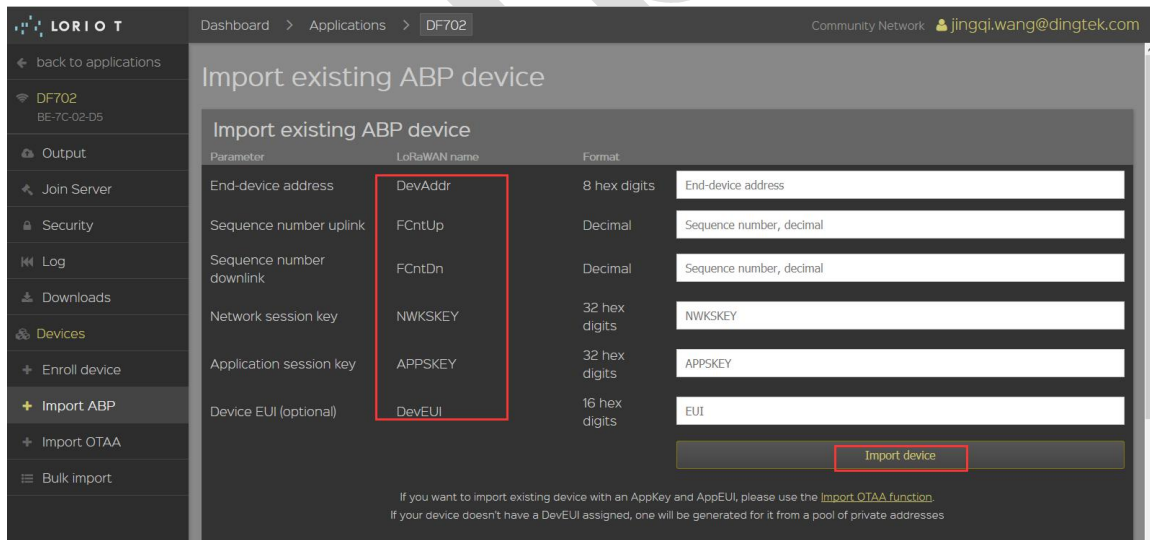 LORIOT
Dashboard > Applications > DF702
Community Network jingqi.wang@dingtek.com
back to applications
DF702
BE-7C-02-D5
Output
Join Server
Security
Log
Downloads
Devices
Enroll device
Import ABP
Import OTAA
Bulk import
Import existing ABP device
Import existing ABP device
Parameter LoRaWAN name Format
End-device address DevAddr 8 hex digits End-device address
Sequence number uplink FCntUp Decimal Sequence number, decimal
Sequence number
downlink FCntDn Decimal Sequence number, decimal
Network session key NWKSKEY 32 hex
digits NWKSKEY
Application session key APPSKEY 32 hex
digits APPSKEY
Device EUI (optional) DevEUI 16 hex
digits EUI
Import device
If you want to import existing device with an AppKey and AppEUI, please use the Import OTAA function.
If your device doesn't have a DevEUI assigned, one will be generated for it from a pool of private addresses